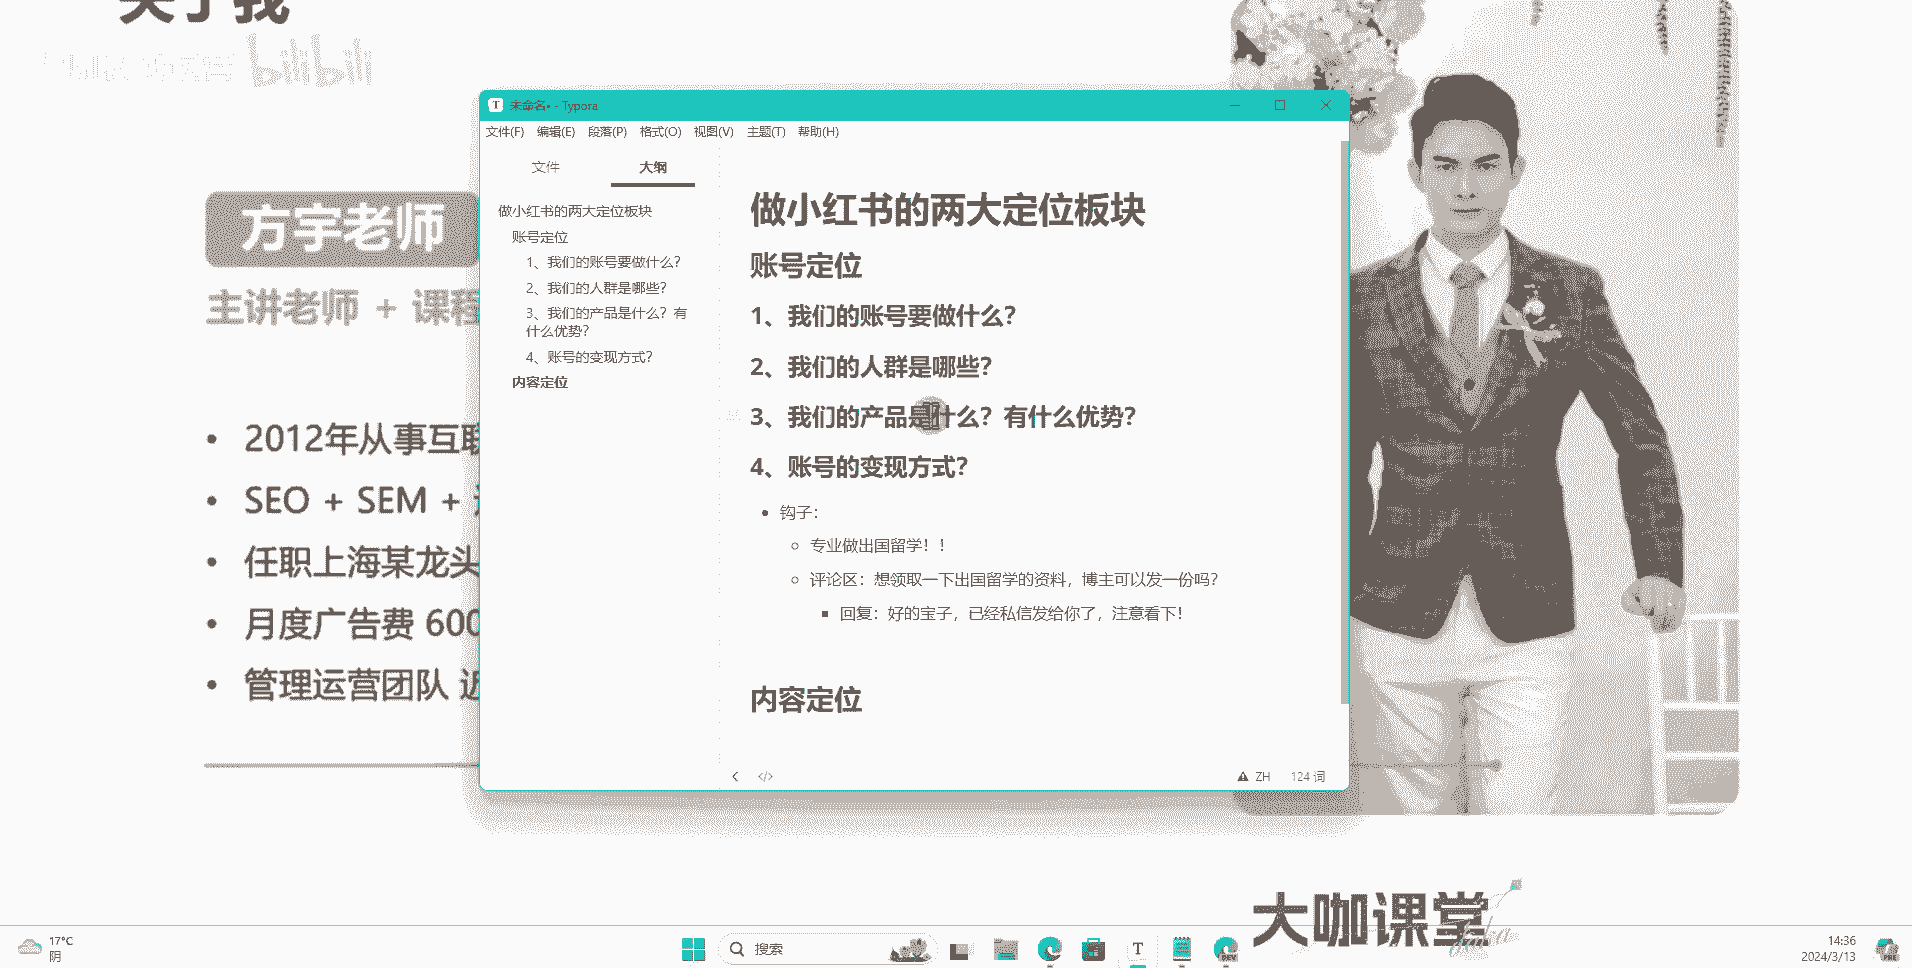 关于我
bilibili
方宇老师
主讲老师 + 课程
2012年从事互联
SEO + SEM +
任职上海某龙头
月度广告费 600
管理运营团队 近
未命名• - Typora
文件(F) 编辑(E) 段落(P) 格式(O) 视图(V) 主题(T) 帮助(H)
文件 大纲
做小红书的两大定位板块
账号定位
1、我们的账号要做什么?
2、我们的人群是哪些?
3、我们的产品是什么?有
什么优势?
4、账号的变现方式?
内容定位
做小红书的两大定位板块
账号定位
1、我们的账号要做什么?
2、我们的人群是哪些?
3、我们的产品是什么?有什么优势?
4、账号的变现方式?
钩子:
专业做出国留学!!
评论区:想领取一下出国留学的资料,博主可以发一份吗?
回复:好的宝子,已经私信发给你了,注意看下!
内容定位
ZH 124 词
大咖课堂
17°C
阴
搜索
14:36
2024/3/13